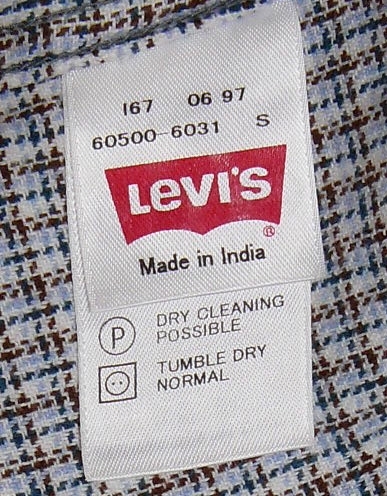 167 06 97
60500-6031 S
LEVI'S
®
Made in India
DRY CLEANING
POSSIBLE
P
TUMBLE DRY
NORMAL